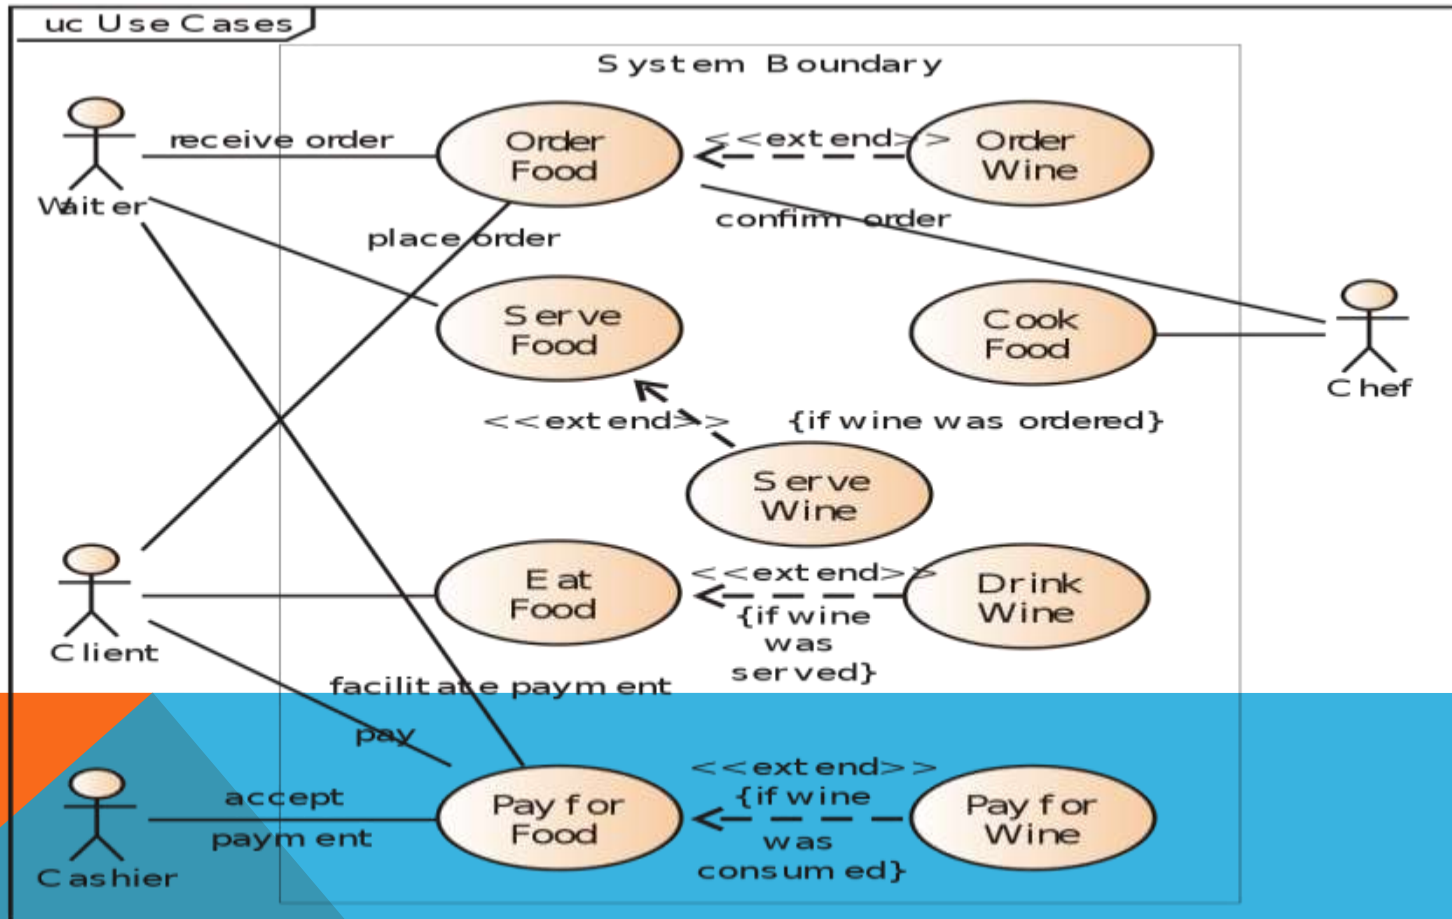 uc Use Cases
System Boundary
receive order
Order
Food
<<extend>>
Order
Wine
Waiter
place order
confirm order
Serve
Food
Cook
Food
Chef
<<extend>>
{if wine was ordered}
Serve
Wine
Eat
Food
<<extend>>
{if wine
was
served}
Drink
Wine
Client
facilitate payment
pay
accept
payment
Cashier
Pay for
Food
<<extend>>
{if wine
was
consumed}
Pay for
Wine